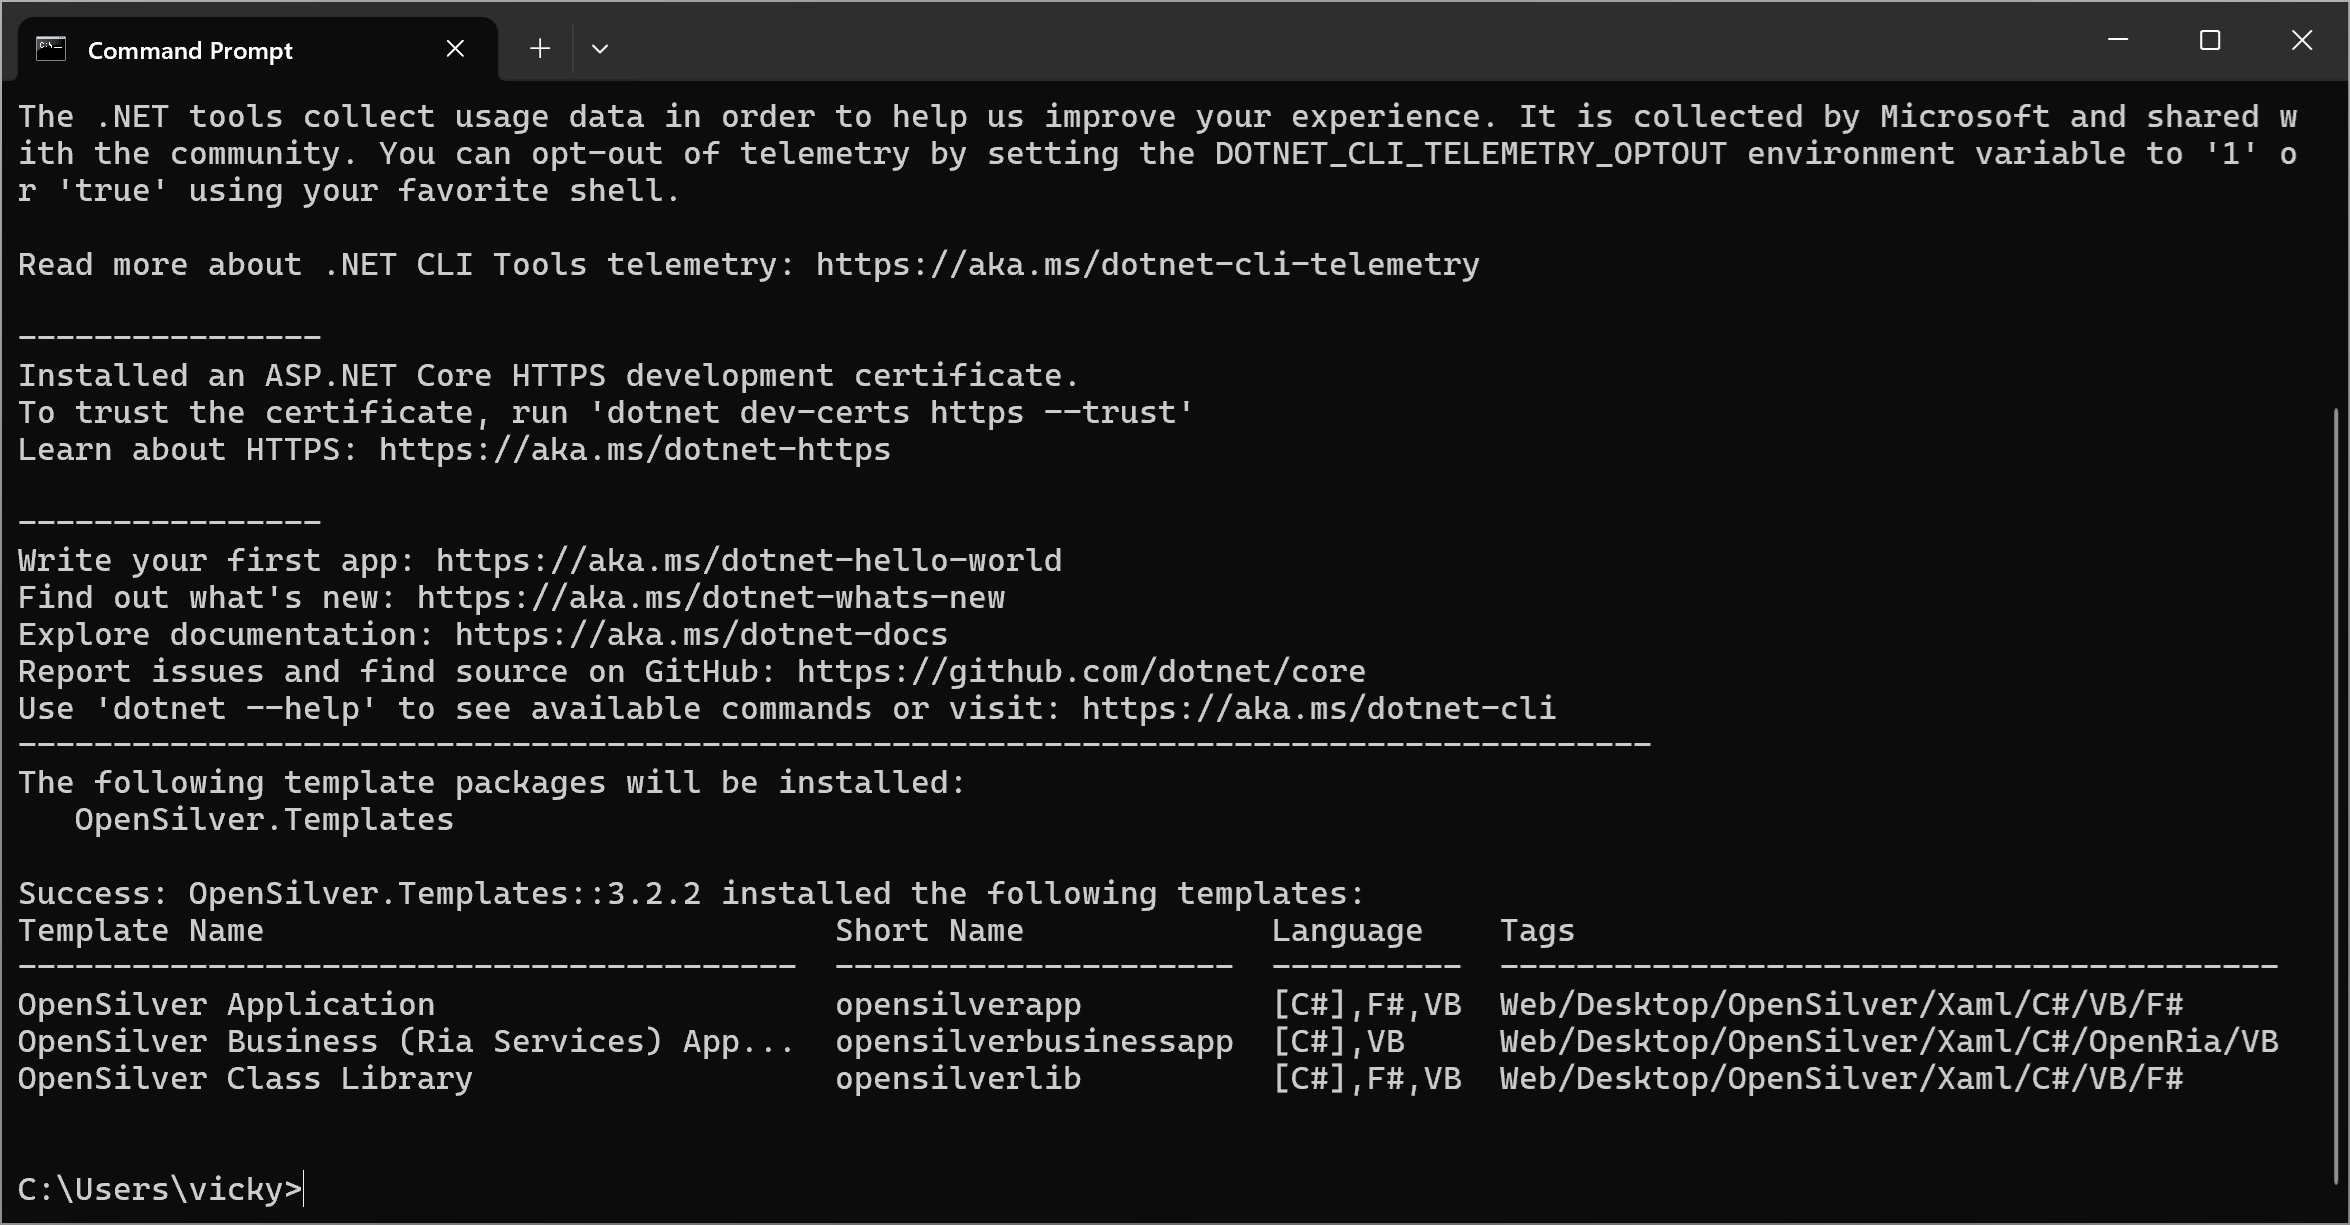 Command Prompt
The .NET tools collect usage data in order to help us improve your experience. It is collected by Microsoft and shared w
ith the community. You can opt-out of telemetry by setting the DOTNET_CLI_TELEMETRY_OPTOUT environment variable to '1' o
r 'true' using your favorite shell.

Read more about .NET CLI Tools telemetry: https://aka.ms/dotnet-cli-telemetry

----------------
Installed an ASP.NET Core HTTPS development certificate.
To trust the certificate, run 'dotnet dev-certs https --trust'
Learn about HTTPS: https://aka.ms/dotnet-https

----------------
Write your first app: https://aka.ms/dotnet-hello-world
Find out what's new: https://aka.ms/dotnet-whats-new
Explore documentation: https://aka.ms/dotnet-docs
Report issues and find source on GitHub: https://github.com/dotnet/core
Use 'dotnet --help' to see available commands or visit: https://aka.ms/dotnet-cli
--------------------------------------------------------------------------------------
The following template packages will be installed:
   OpenSilver.Templates

Success: OpenSilver.Templates::3.2.2 installed the following templates:
Template Name                              Short Name             Language    Tags
-----------------------------------------  ---------------------  ----------  -----------------------------------------
OpenSilver Application                     opensilverapp          [C#],F#,VB  Web/Desktop/OpenSilver/Xaml/C#/VB/F#
OpenSilver Business (Ria Services) App...  opensilverbusinessapp  [C#],VB     Web/Desktop/OpenSilver/Xaml/C#/OpenRia/VB
OpenSilver Class Library                   opensilverlib          [C#],F#,VB  Web/Desktop/OpenSilver/Xaml/C#/VB/F#

C:\Users\vicky>